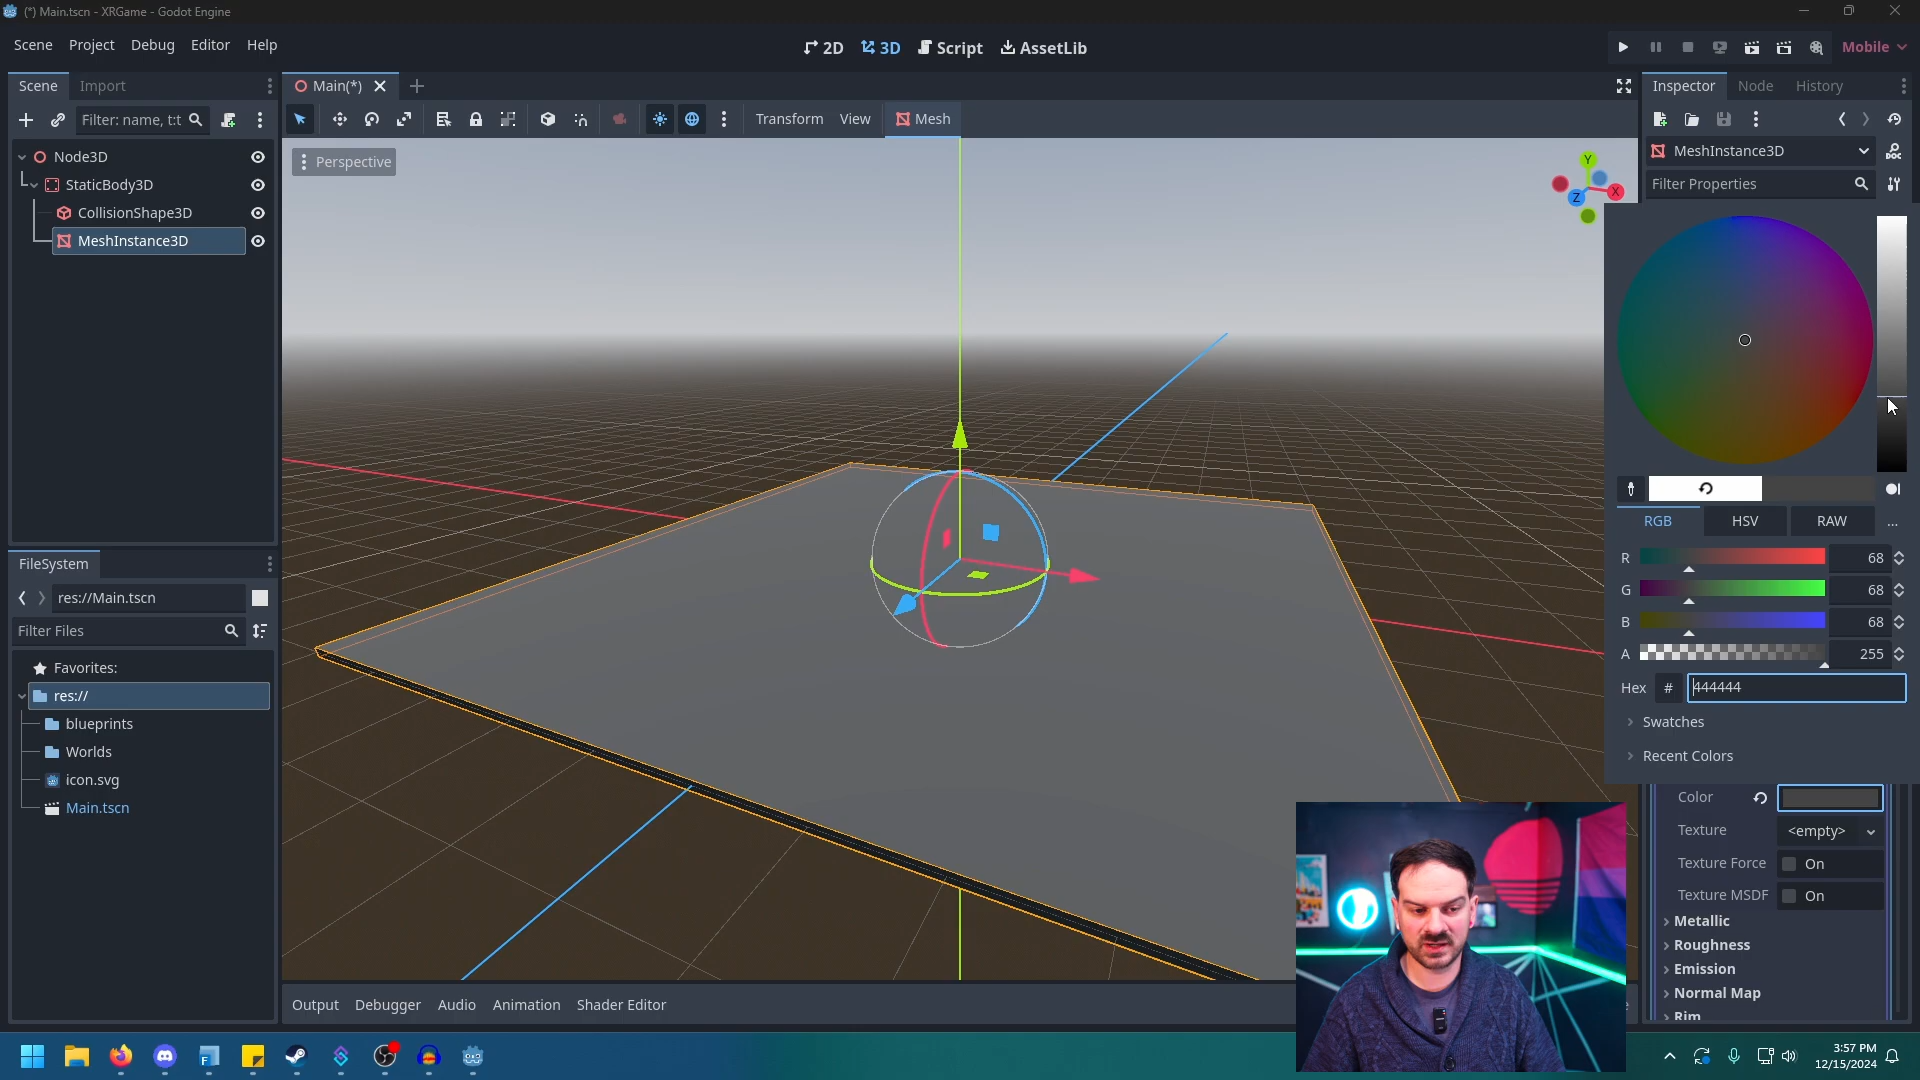 (*) Main.tscn - XRGame - Godot Engine
Scene Project Debug Editor Help
2D 3D Script AssetLib
Mobile
Scene Import
Main(*)
Inspector Node History
Filter: name, t:t
Transform View Mesh
Node3D
StaticBody3D
CollisionShape3D
MeshInstance3D
Perspective
Y
X
Z
MeshInstance3D
Filter Properties
RGB HSV RAW ...
R 68
G 68
B 68
A 255
Hex # 444444
Swatches
Recent Colors
Color
Texture <empty>
Texture Force On
Texture MSDF On
Metallic
Roughness
Emission
Normal Map
Rim
FileSystem
res://Main.tscn
Filter Files
Favorites:
res://
blueprints
Worlds
icon.svg
Main.tscn
Output Debugger Audio Animation Shader Editor
3:57 PM
12/15/2024